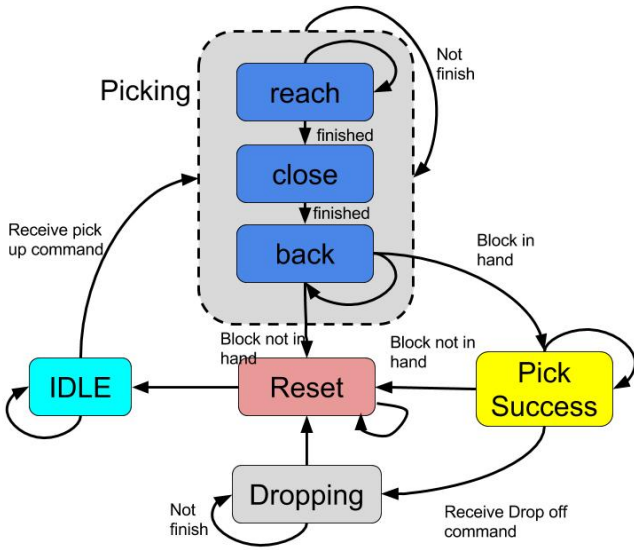 Not
finish
Picking
reach
finished
close
finished
back
Receive pick
up command
Block in
hand
Block not in
hand
Block not in
hand
IDLE
Reset
Pick
Success
Dropping
Not
finish
Receive Drop off
command